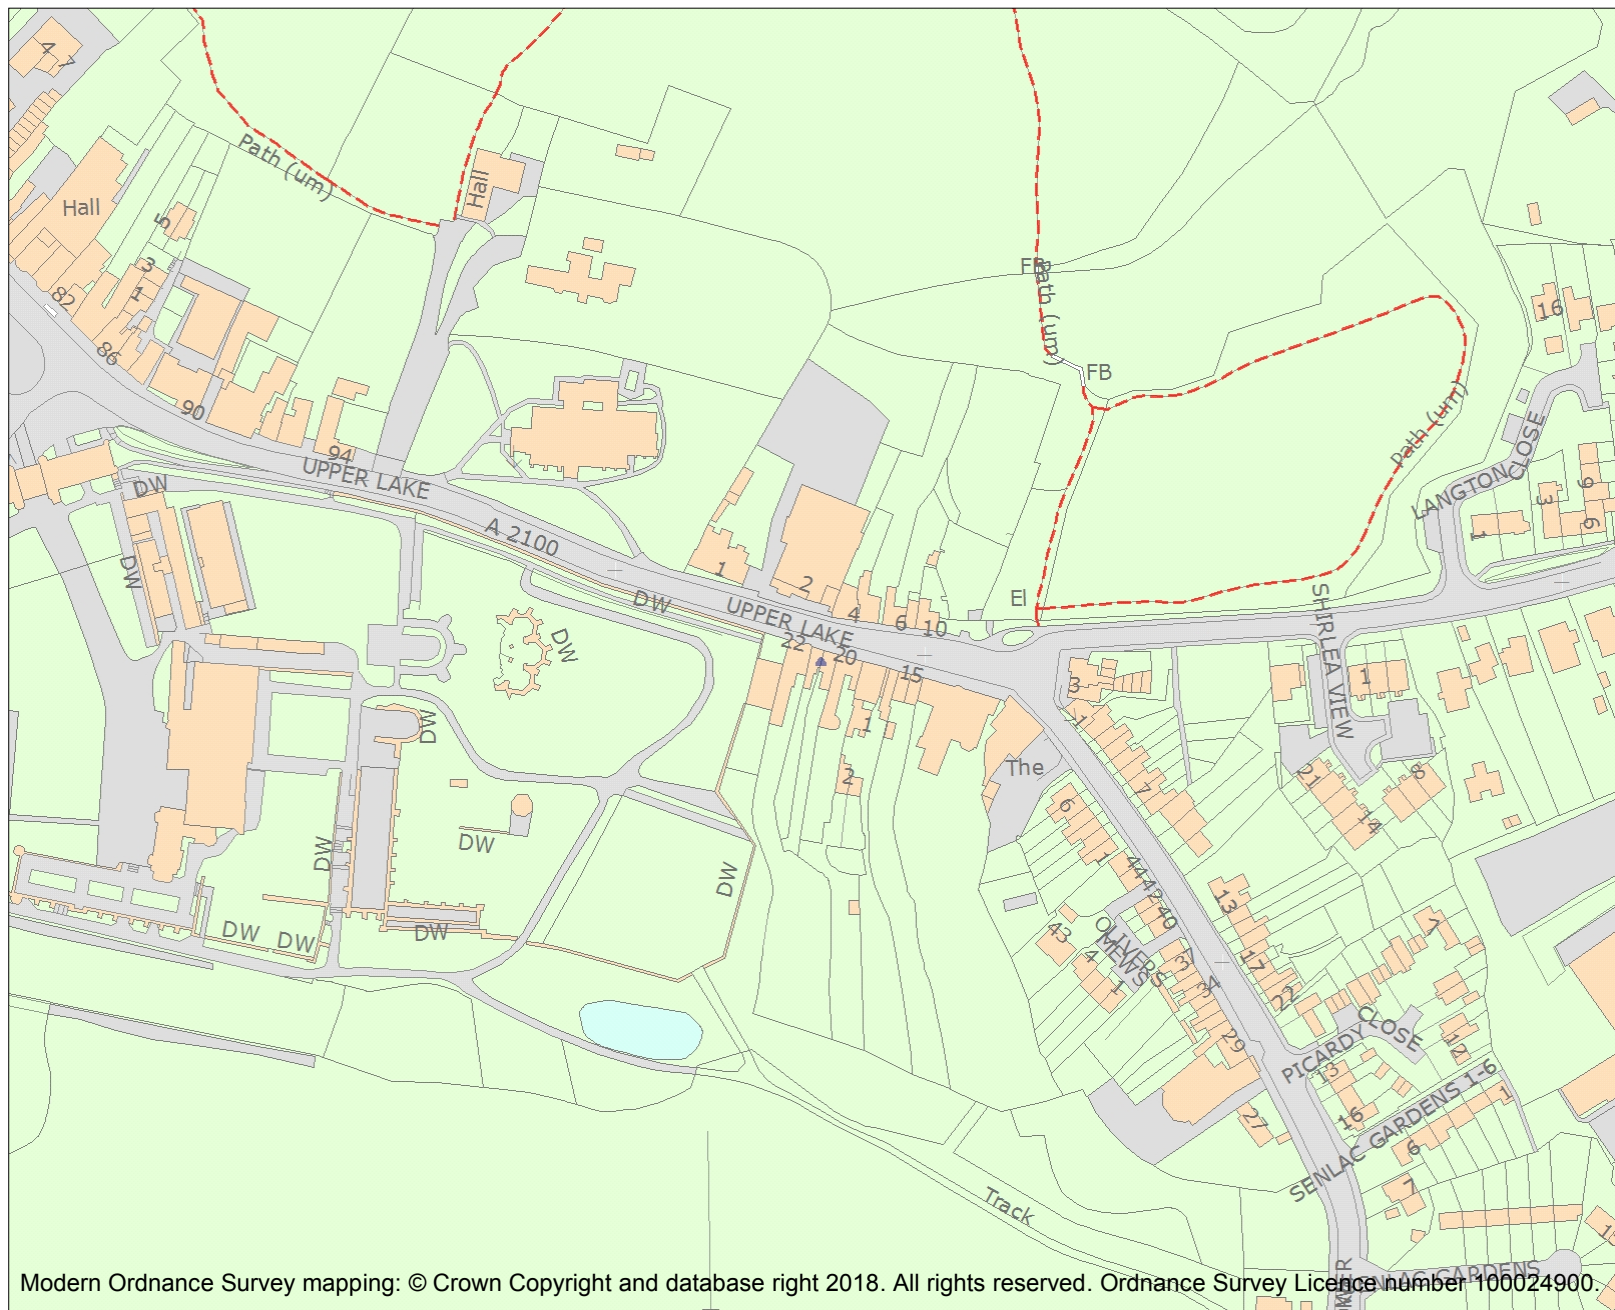 4
7
Path (um)
Hall
Hall
5
3
1
82
86
90
94
UPPER LAKE
A 2100
DW
DW
FB
Path (um)
FB
Path (um)
16
LANGTON
CLOSE
3
9
6
1
El
SHIRLEA VIEW
1
1
2
4
6
10
UPPER LAKE
DW
22
20
15
DW
DW
1
2
3
1
7
The
21
8
14
6
1
44
42
40
DW
DW
DW
DW
DW
DW
13
17
22
7
43
OLIVERS
MEWS
4
1
37
34
29
27
PICARDY
CLOSE
12
13
16
SENLAC GARDENS 1-6
1
6
7
Track
SENLAC GARDENS
Modern Ordnance Survey mapping: © Crown Copyright and database right 2018. All rights reserved. Ordnance Survey Licence number 100024900.